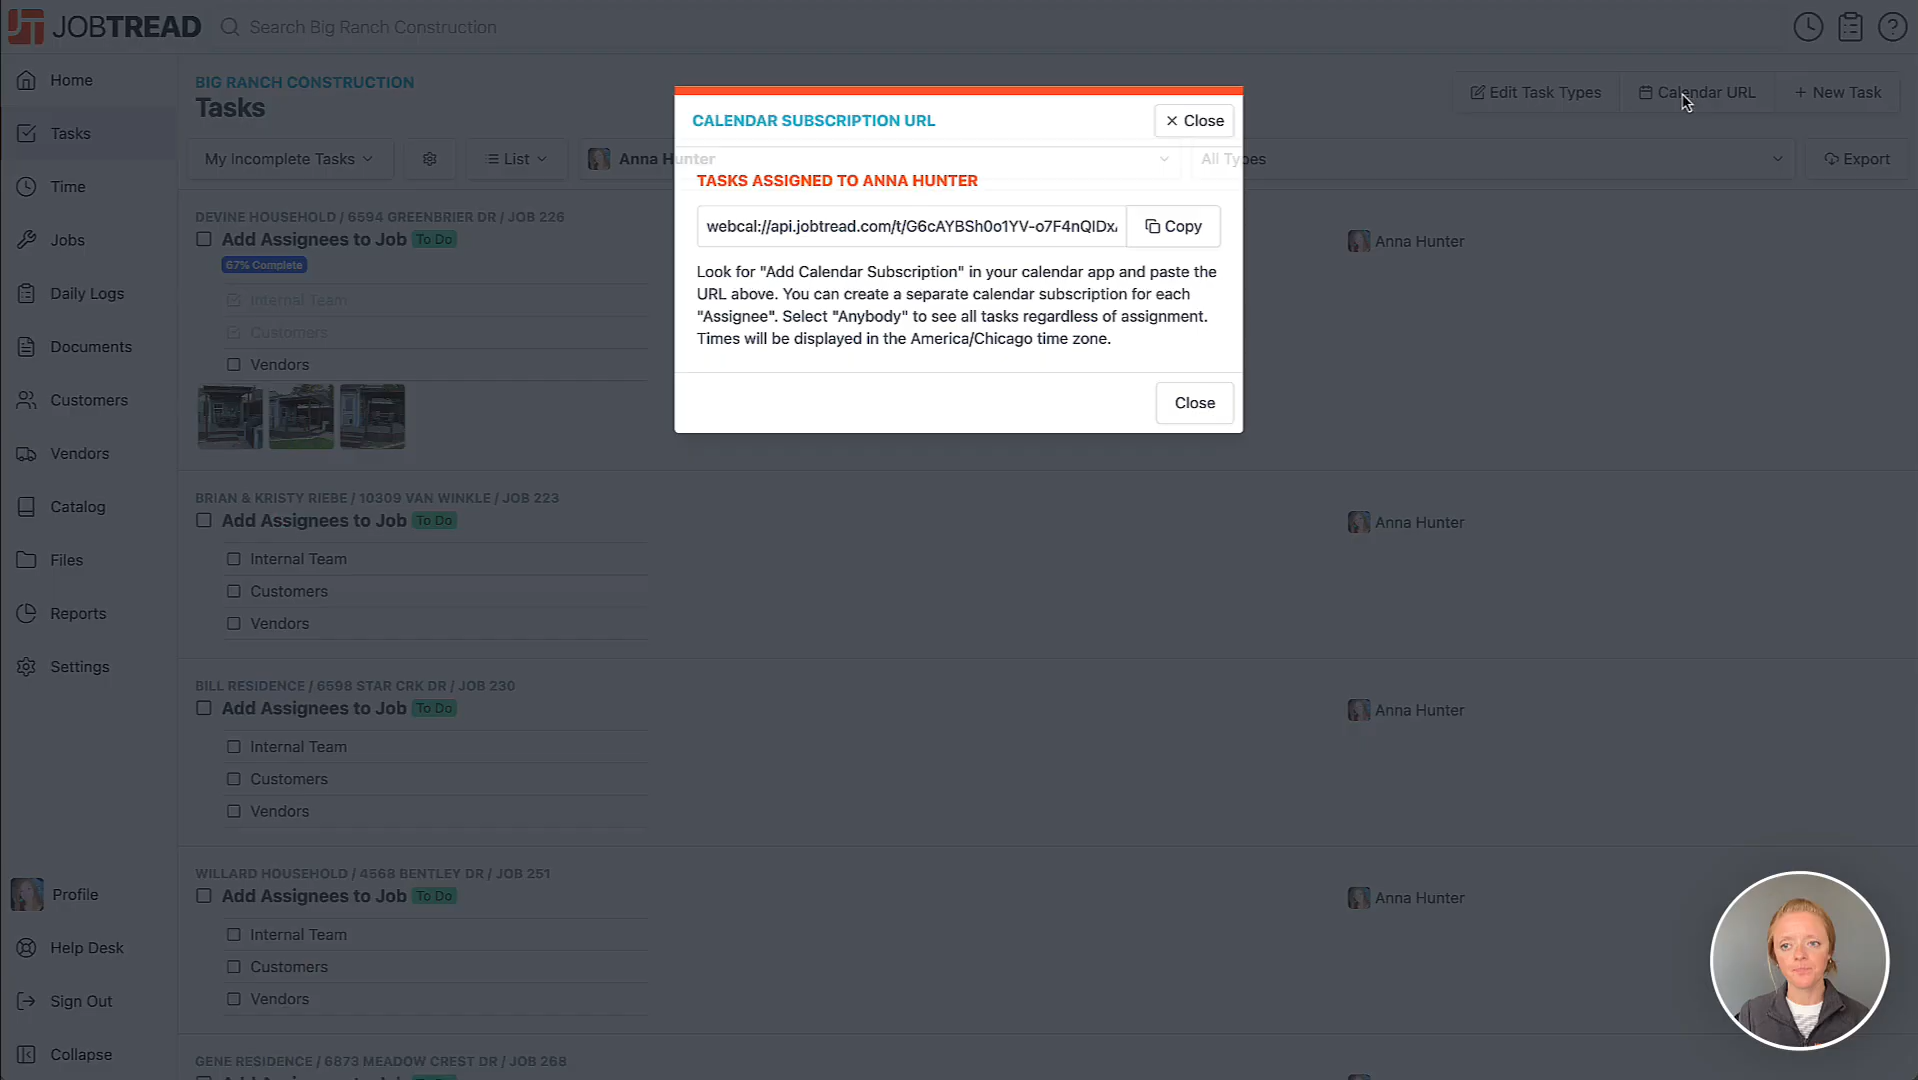 JOBTREAD
Search Big Ranch Construction
Home
Tasks
Time
Jobs
Daily Logs
Documents
Customers
Vendors
Catalog
Files
Reports
Settings
Profile
Help Desk
Sign Out
Collapse
BIG RANCH CONSTRUCTION
Tasks
Edit Task Types
Calendar URL
+ New Task
My Incomplete Tasks
List
Anna Hunter
All Types
Export
CALENDAR SUBSCRIPTION URL
Close
TASKS ASSIGNED TO ANNA HUNTER
webcal://api.jobtread.com/t/G6cAYBSh0o1YV-o7F4nQIDx
Copy
Look for "Add Calendar Subscription" in your calendar app and paste the
URL above. You can create a separate calendar subscription for each
"Assignee". Select "Anybody" to see all tasks regardless of assignment.
Times will be displayed in the America/Chicago time zone.
Close
DEVINE HOUSEHOLD / 6594 GREENBRIER DR / JOB 226
Add Assignees to Job To Do
Anna Hunter
67% Complete
Internal Team
Customers
Vendors
BRIAN & KRISTY RIEBE / 10309 VAN WINKLE / JOB 223
Add Assignees to Job To Do
Anna Hunter
Internal Team
Customers
Vendors
BILL RESIDENCE / 6598 STAR CRK DR / JOB 230
Add Assignees to Job To Do
Anna Hunter
Internal Team
Customers
Vendors
WILLARD HOUSEHOLD / 4568 BENTLEY DR / JOB 251
Add Assignees to Job To Do
Anna Hunter
Internal Team
Customers
Vendors
GENE RESIDENCE / 6873 MEADOW CREST DR / JOB 268